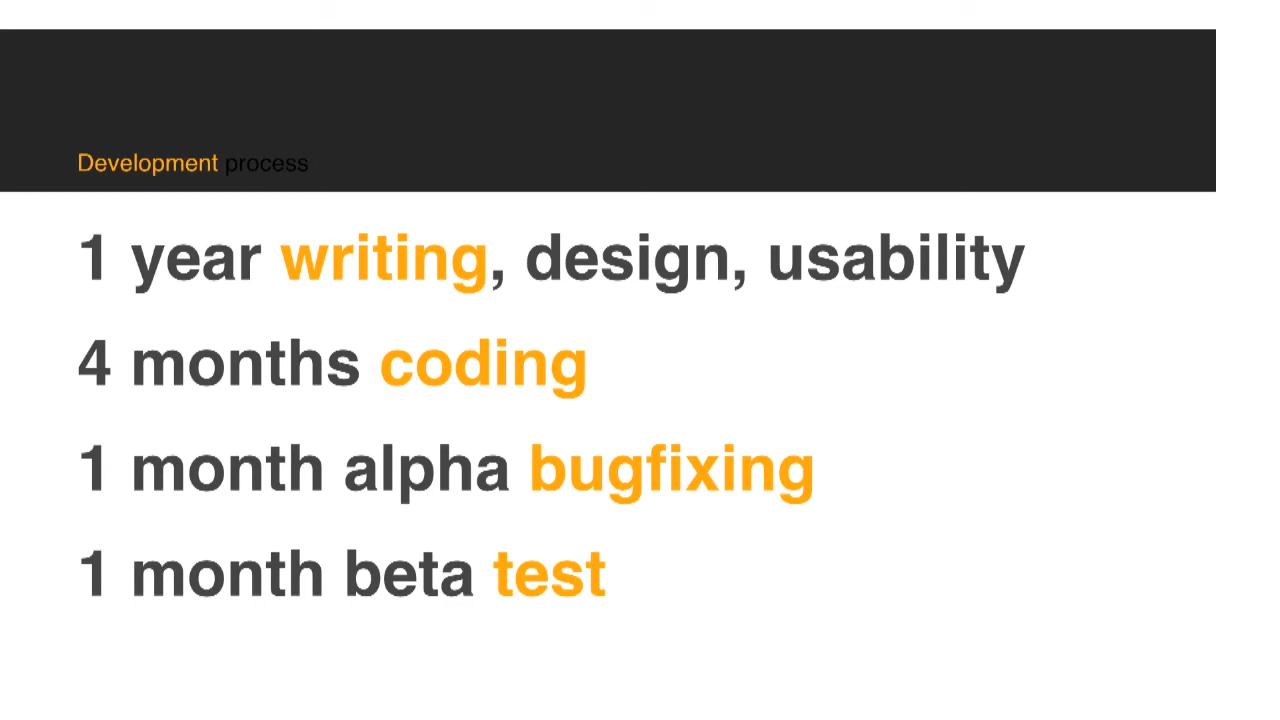 Development process
1 year writing, design, usability
4 months coding
1 month alpha bugfixing
1 month beta test